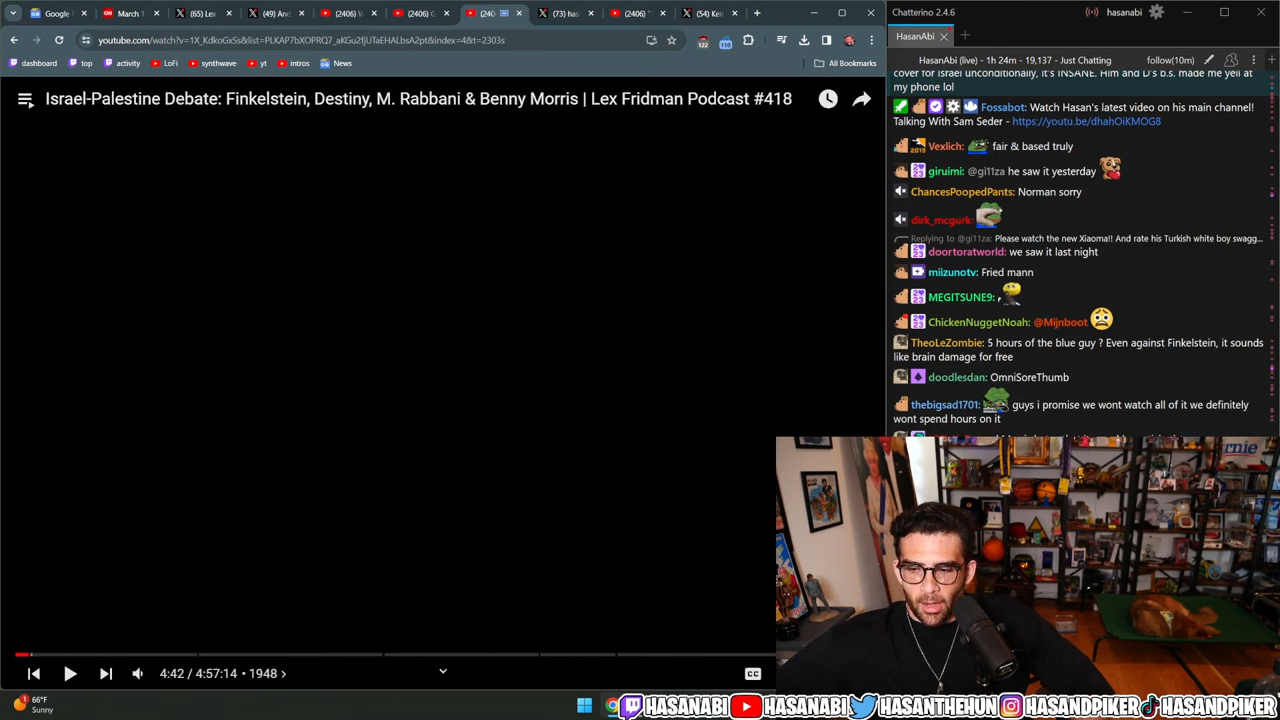 Google
March 1
(65) Lex
(49) And
(2406) W
(2406) G
(240
(73) has
(2406) "
(54) Keit
Chatterino 2.4.6
hasanabi
youtube.com/watch?v=1X_KdkoGxSs&list=PLKAP7bXOPRQ7_aKGu2fjUTaEHALbsA2pt&index=4&t=2303s
122
110
HasanAbi
dashboard
top
activity
LoFi
synthwave
yt
intros
News
All Bookmarks
HasanAbi (live) - 1h 24m - 19,137 - Just Chatting
follow(10m)
cover for Israel unconditionally, it's INSANE. Him and D's b.s. made me yell at
my phone lol
Israel-Palestine Debate: Finkelstein, Destiny, M. Rabbani & Benny Morris | Lex Fridman Podcast #418
Fossabot: Watch Hasan's latest video on his main channel!
Talking With Sam Seder - https://youtu.be/dhahOiKMOG8
Vexlich: fair & based truly
giruimi: @gi11za he saw it yesterday
ChancesPoopedPants: Norman sorry
dirk_mcgurk:
Replying to @gi11za: Please watch the new Xiaoma!! And rate his Turkish white boy swagg...
doortoratworld: we saw it last night
miizunotv: Fried mann
MEGITSUNE9:
ChickenNuggetNoah: @Mijnboot
TheoLeZombie: 5 hours of the blue guy ? Even against Finkelstein, it sounds
like brain damage for free
doodlesdan: OmniSoreThumb
thebigsad1701: guys i promise we wont watch all of it we definitely
wont spend hours on it
ernie
4:42 / 4:57:14 • 1948 >
CC
66°F
Sunny
HASANABI
HASANABI
HASANTHEHUN
HASANDPIKER
HASANDPIKER